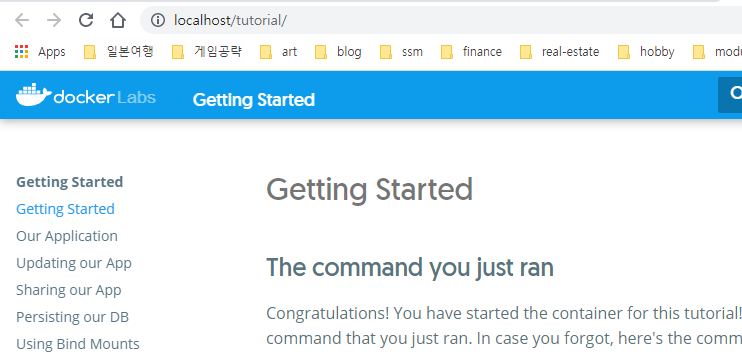 localhost/tutorial/
Apps 일본여행 게임공략 art blog ssm finance real-estate hobby modu
docker Labs Getting Started
Getting Started
Getting Started
Our Application
Updating our App
Sharing our App
Persisting our DB
Using Bind Mounts
Getting Started
The command you just ran
Congratulations! You have started the container for this tutorial!
command that you just ran. In case you forgot, here's the comm